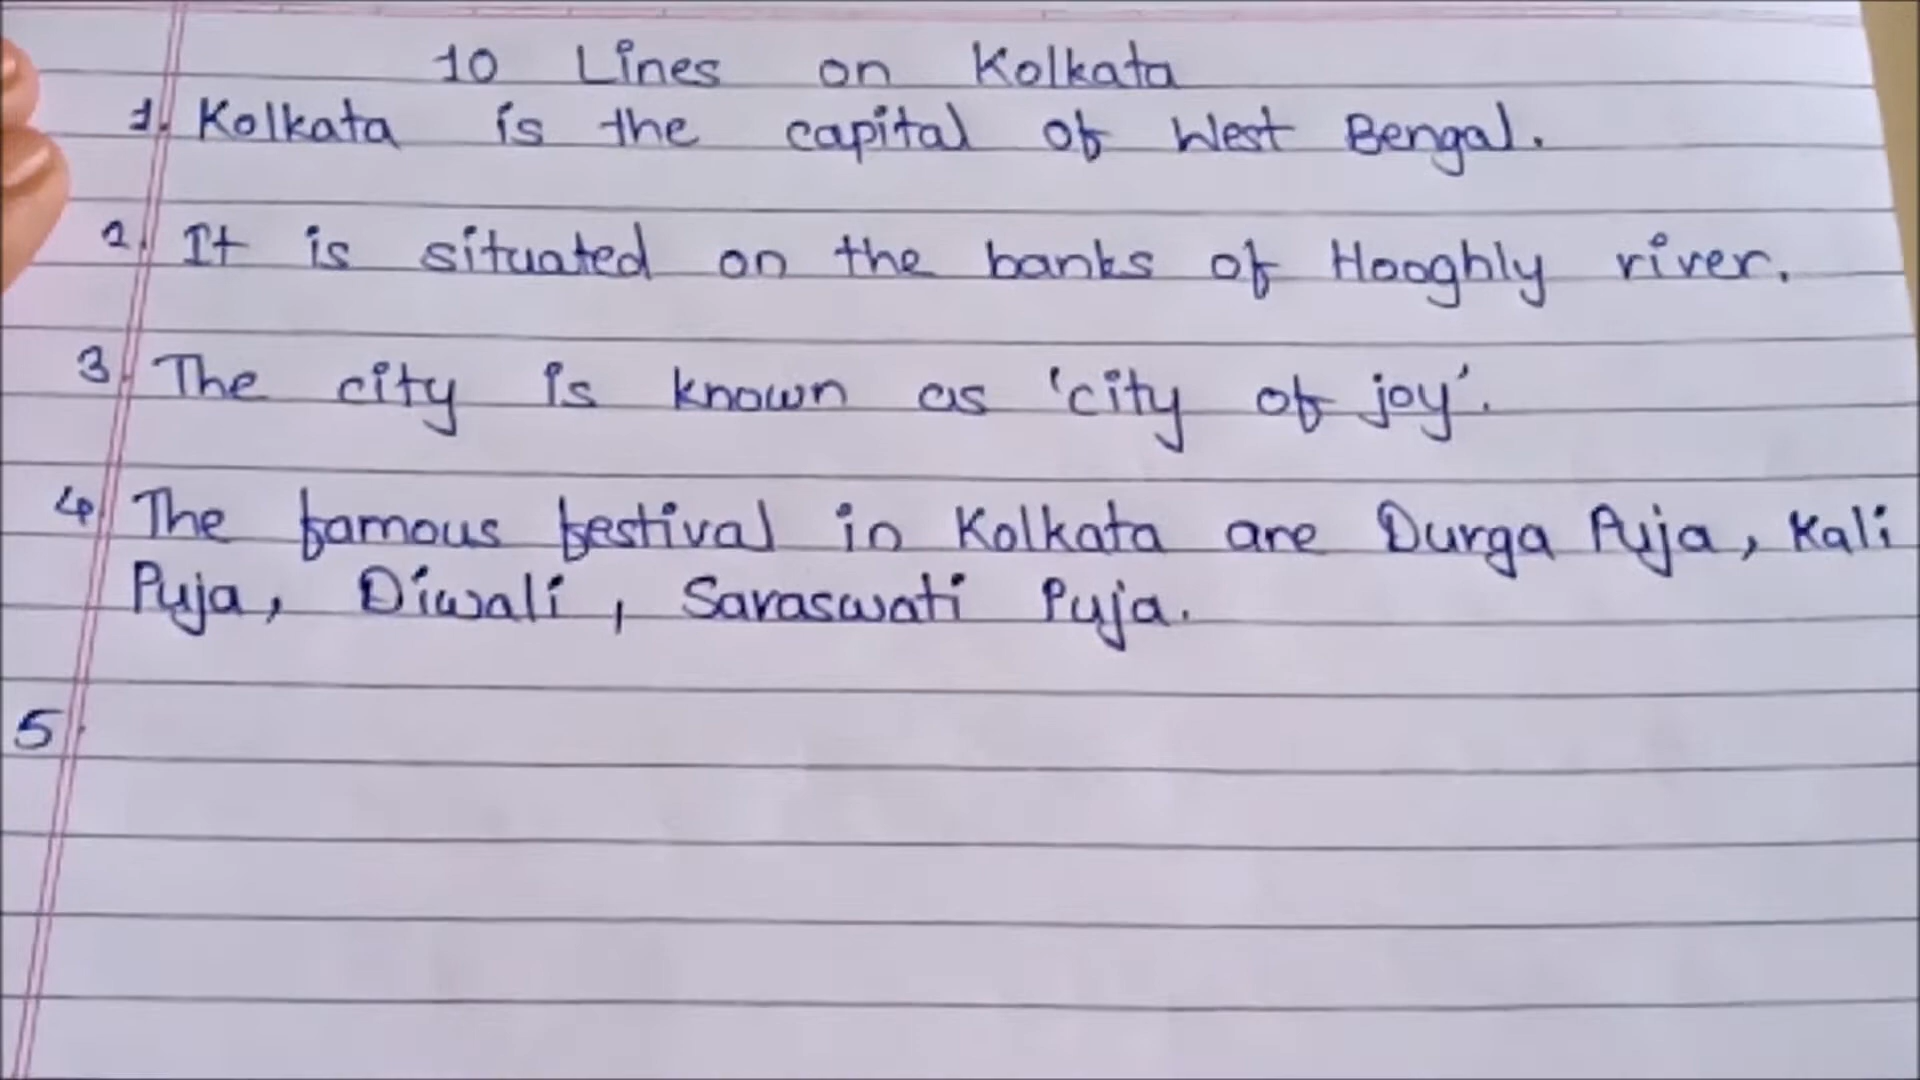 10 Lines on Kolkata
1. Kolkata is the capital of West Bengal.
2. It is situated on the banks of Hooghly river.
3. The city is known as 'city of joy'.
4. The famous festival in Kolkata are Durga Puja, Kali
Puja, Diwali, Saraswati Puja.
5.